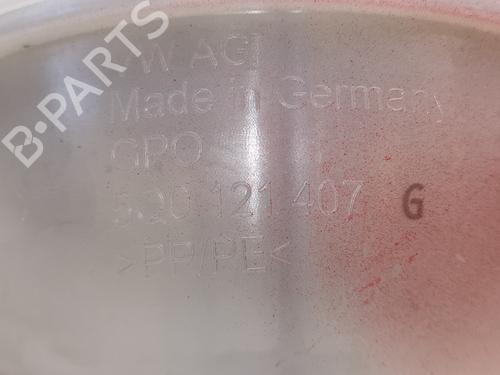 B-PARTS
VW AG
Made in Germany
GPO
5Q0 121 407 G
>PP/PE<